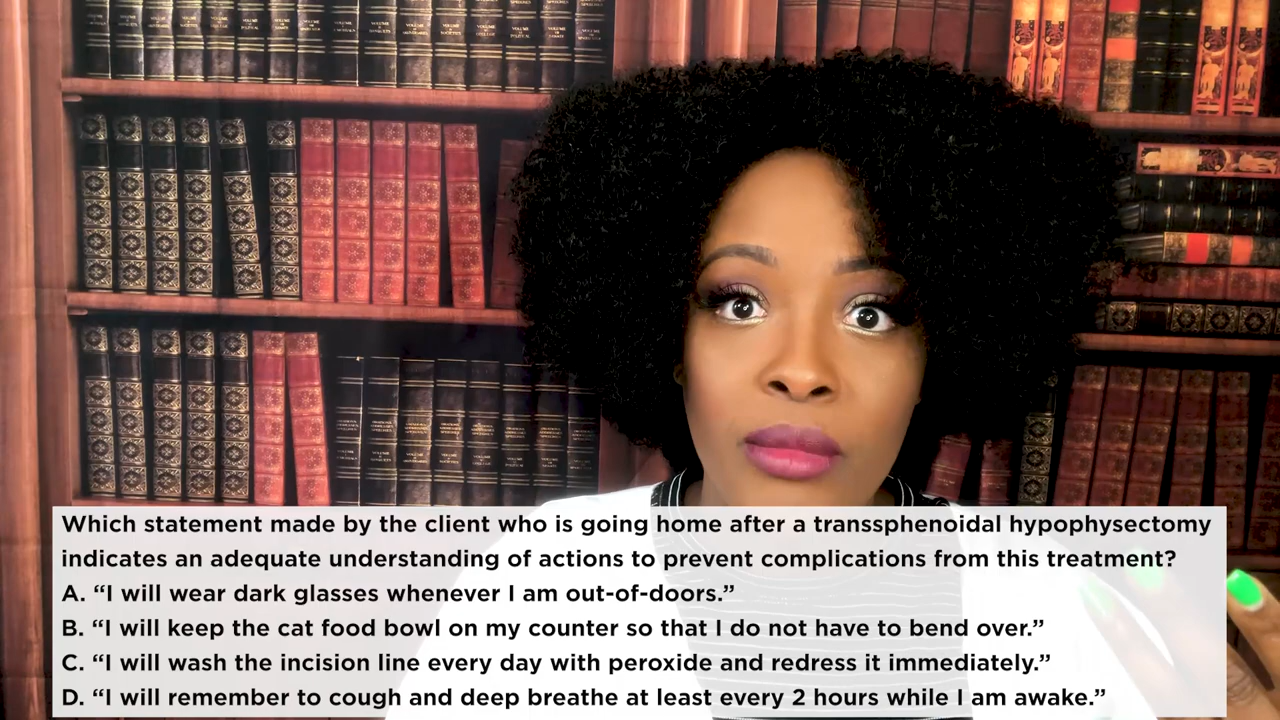 Which statement made by the client who is going home after a transsphenoidal hypophysectomy
indicates an adequate understanding of actions to prevent complications from this treatment?
A. “I will wear dark glasses whenever I am out-of-doors.”
B. “I will keep the cat food bowl on my counter so that I do not have to bend over.”
C. “I will wash the incision line every day with peroxide and redress it immediately.”
D. “I will remember to cough and deep breathe at least every 2 hours while I am awake.”